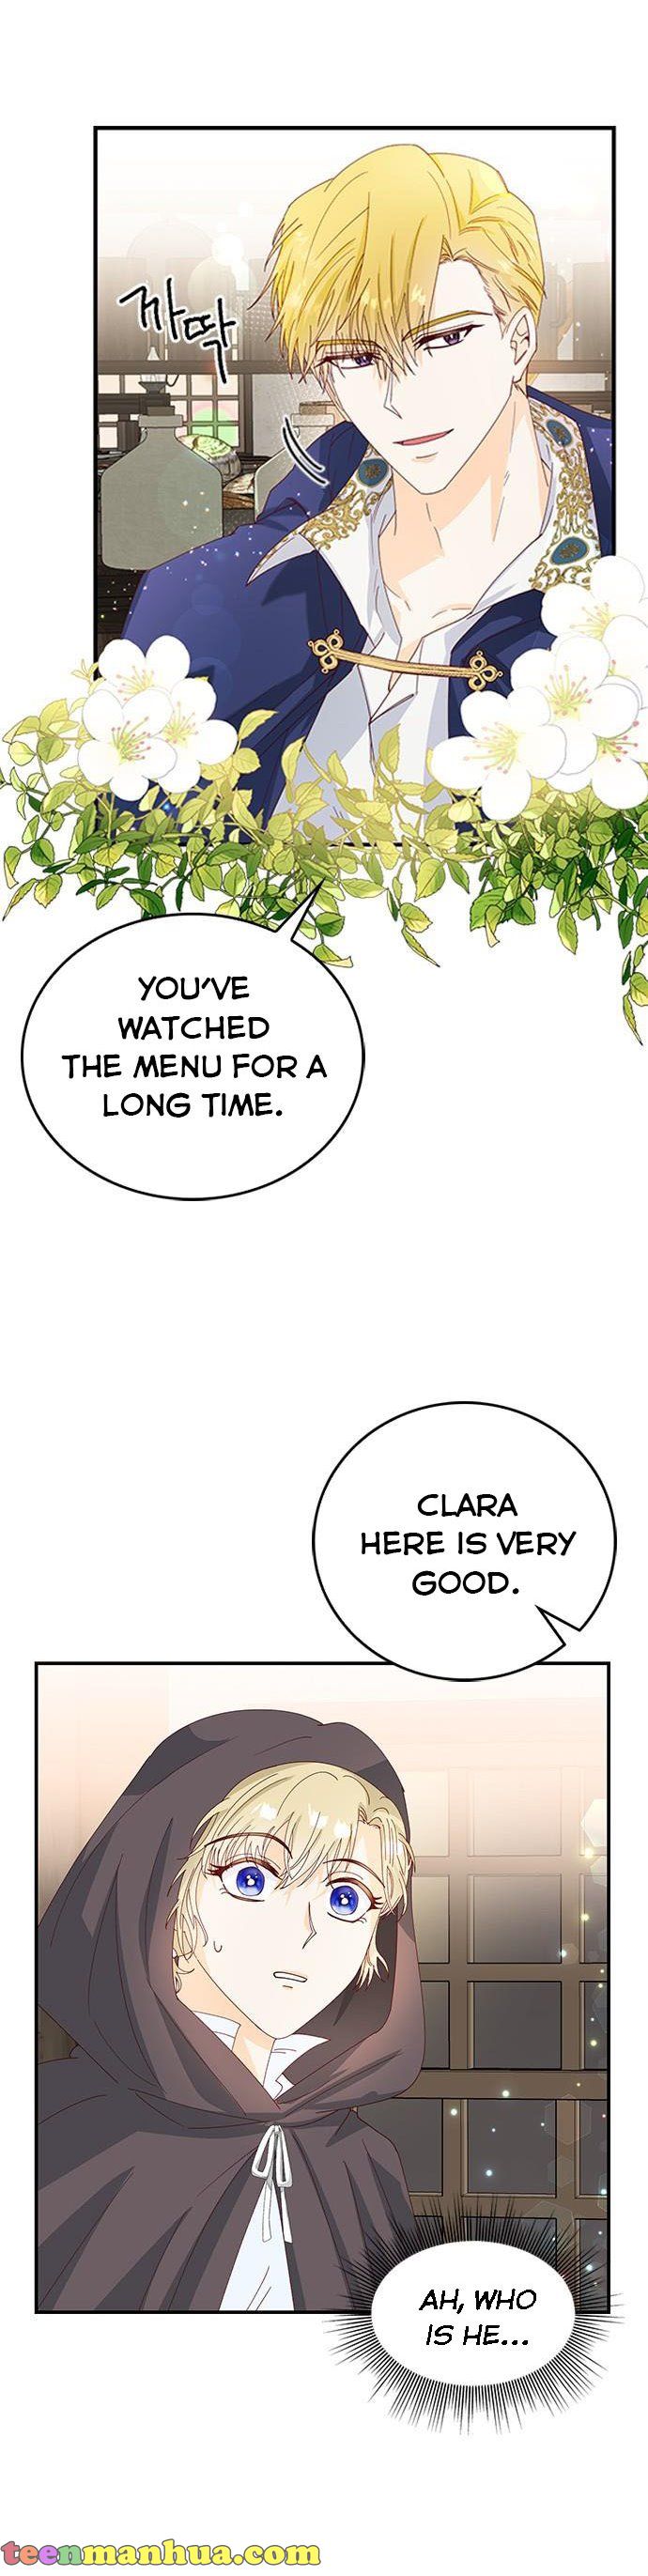 까딱
YOU'VE
WATCHED
THE MENU FOR A
LONG TIME.
CLARA
HERE IS VERY
GOOD.
AH, WHO
IS HE...
teenmanhua.com